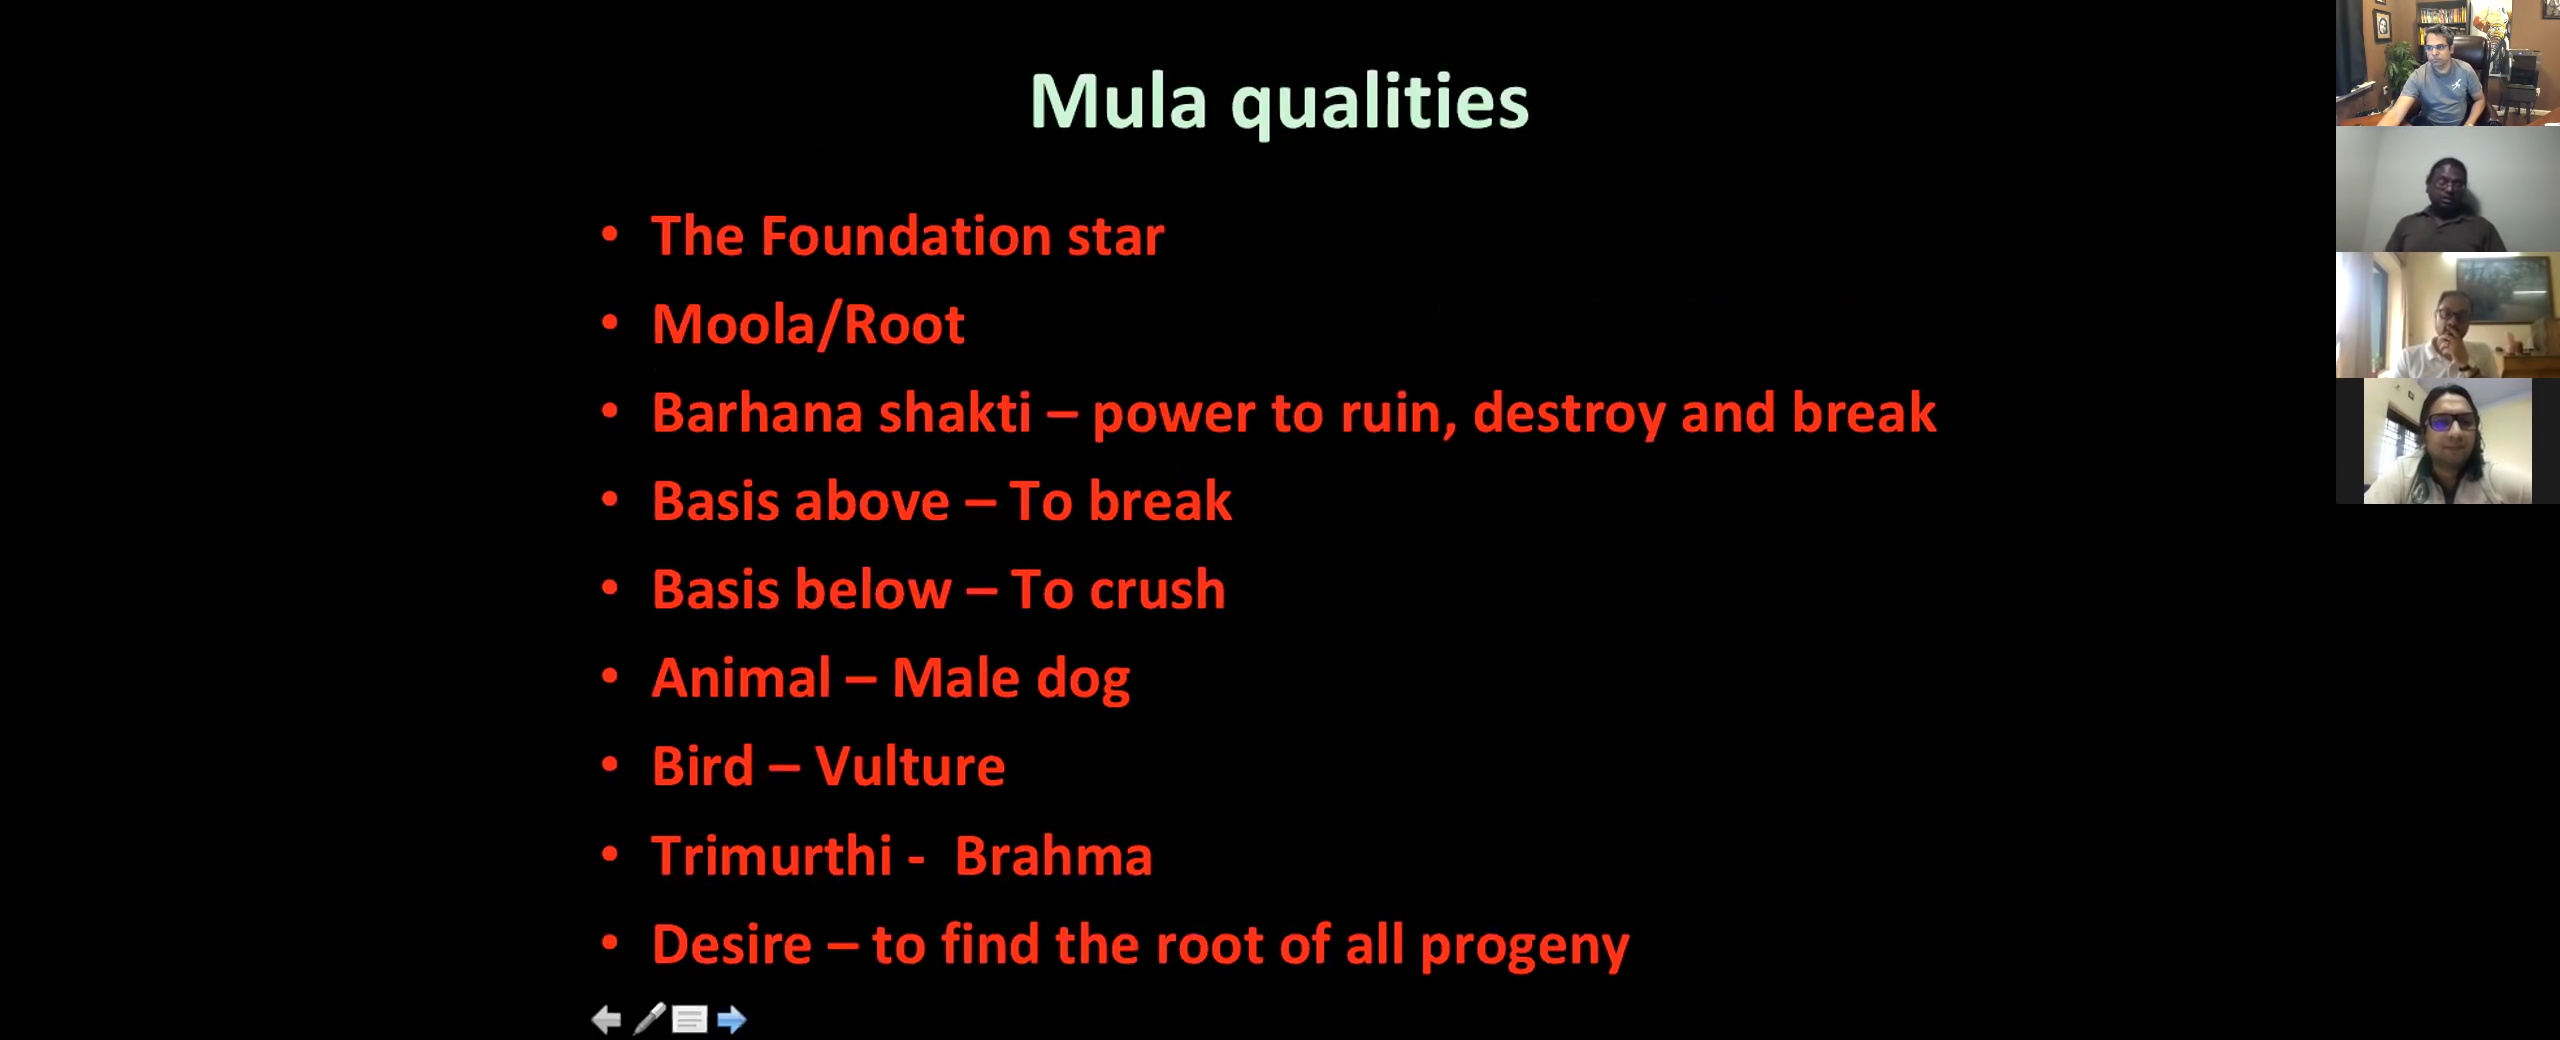 Mula qualities
• The Foundation star
• Moola/Root
• Barhana shakti – power to ruin, destroy and break
• Basis above – To break
• Basis below – To crush
• Animal – Male dog
• Bird – Vulture
• Trimurthi -  Brahma
• Desire – to find the root of all progeny